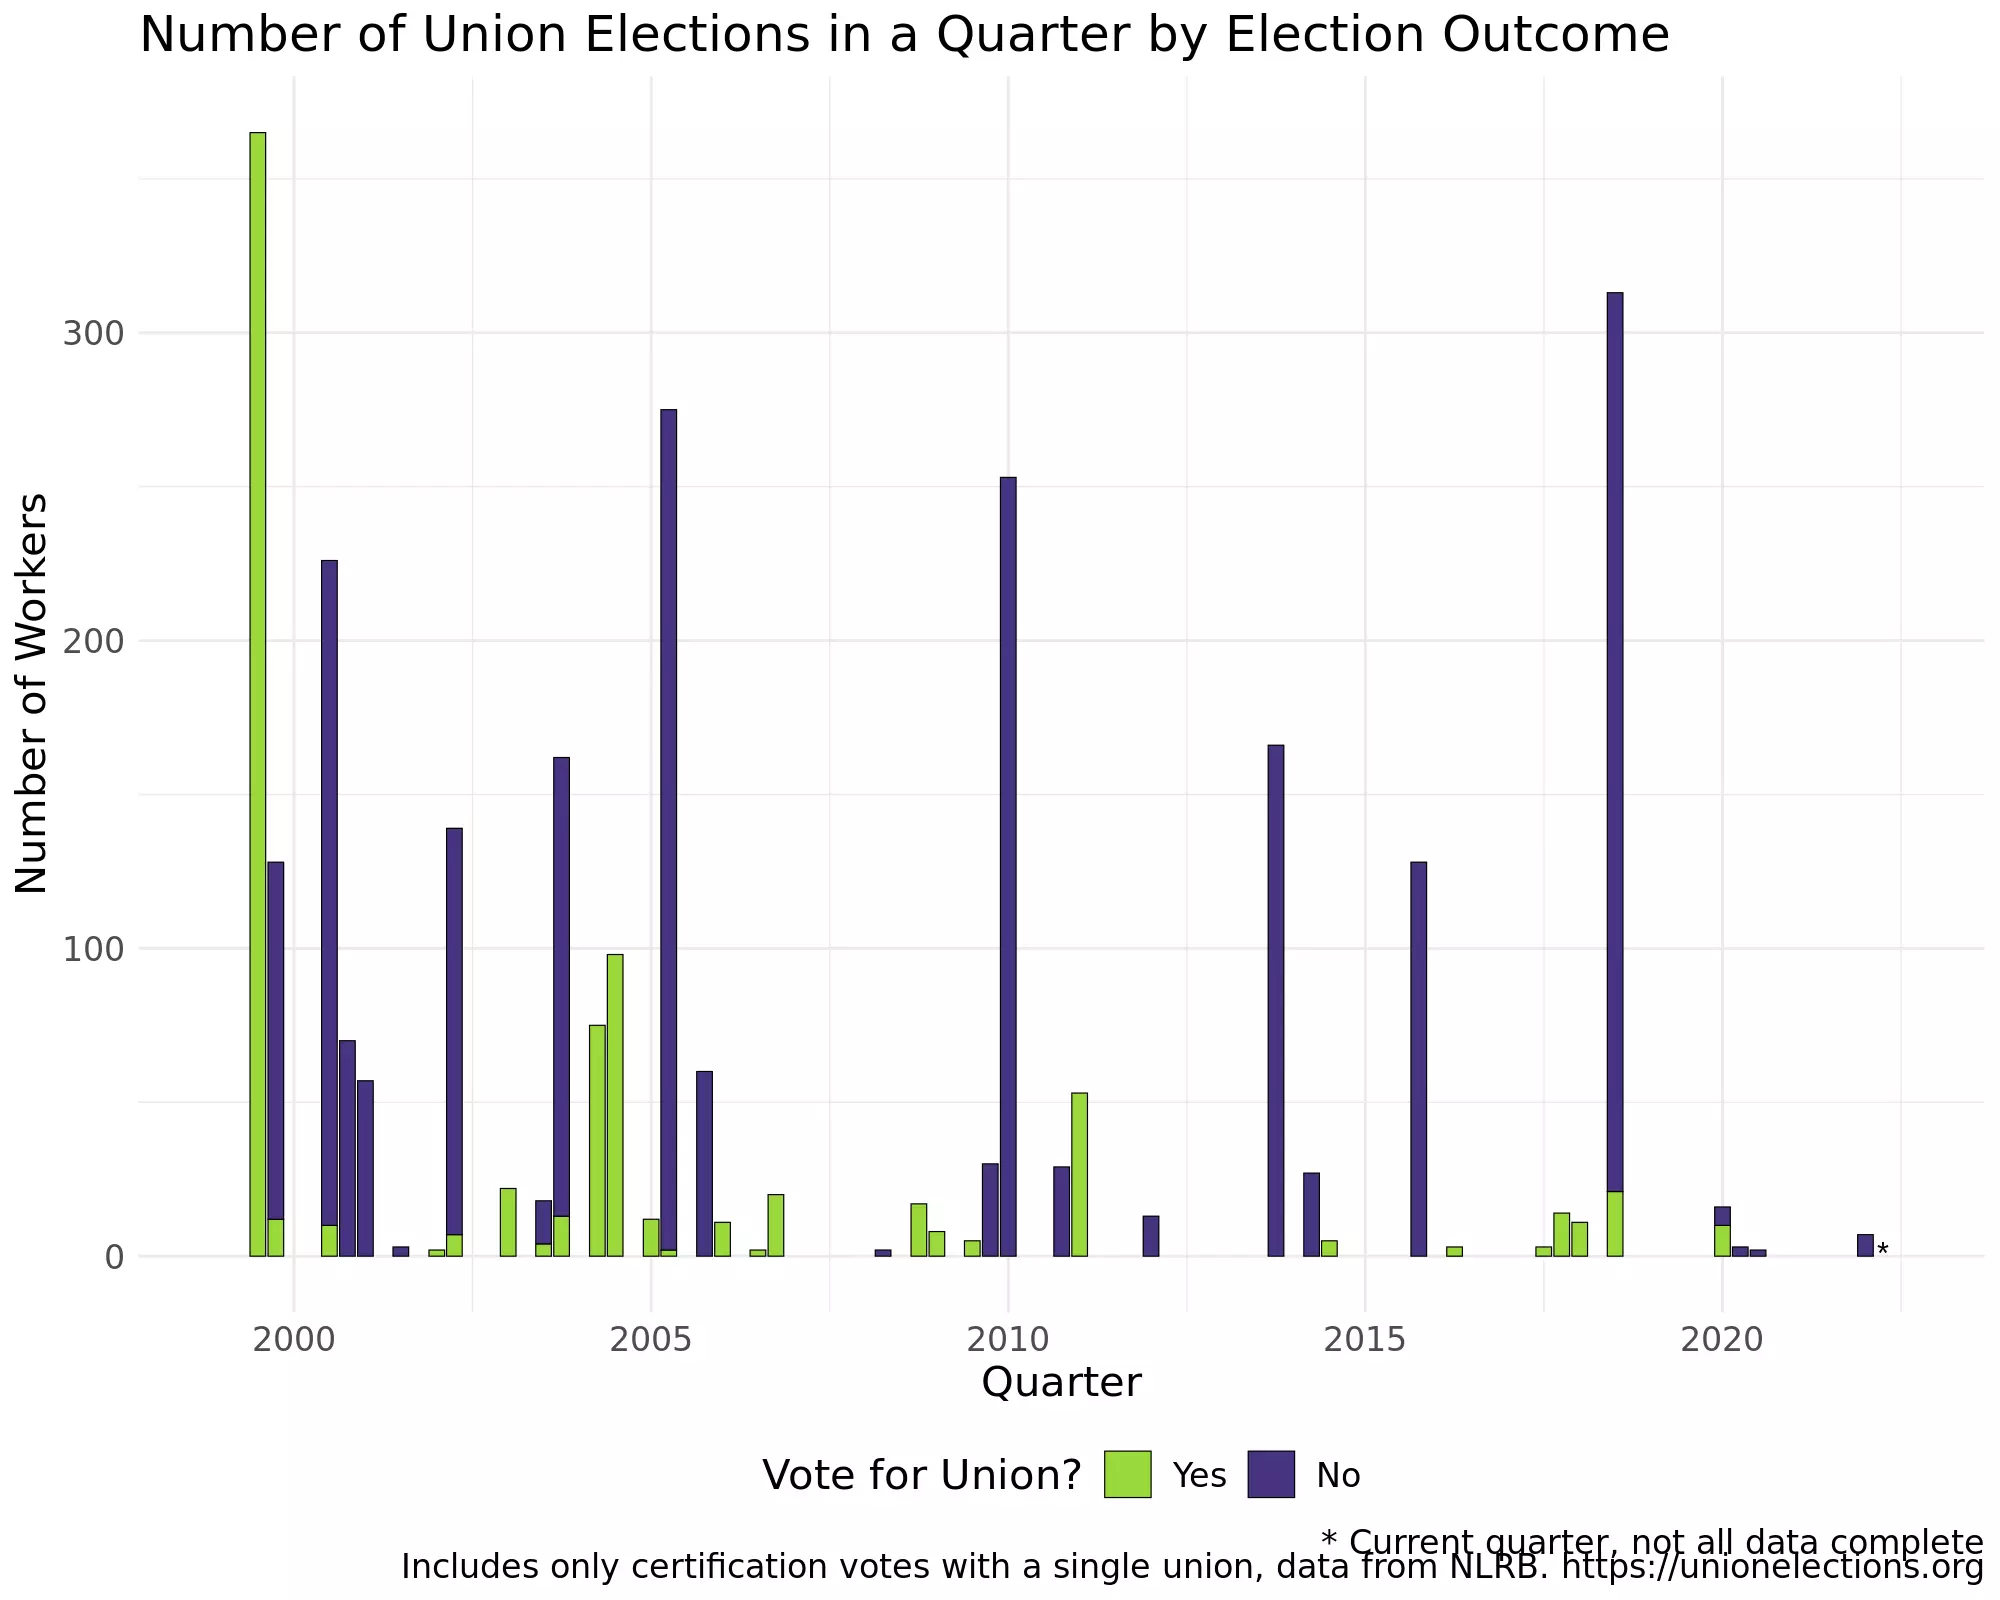 Number of Union Elections in a Quarter by Election Outcome
Number of Workers
300
200
100
0
*
2000 2005 2010 2015 2020
Quarter
Vote for Union? Yes No
* Current quarter, not all data complete
Includes only certification votes with a single union, data from NLRB. https://unionelections.org